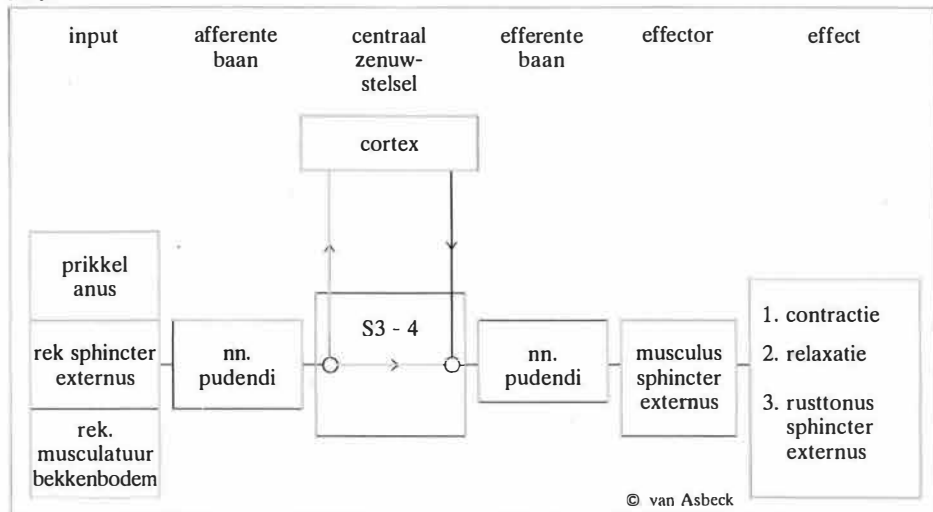 input
afferente
baan
centraal
zenuw-
stelsel
efferente
baan
effector
effect
cortex
prikkel
anus
rek sphincter
externus
rek.
musculatuur
bekkenbodem
nn.
pudendi
S3 - 4
nn.
pudendi
musculus
sphincter
externus
1. contractie
2. relaxatie
3. rusttonus
sphincter
externus
© van Asbeck